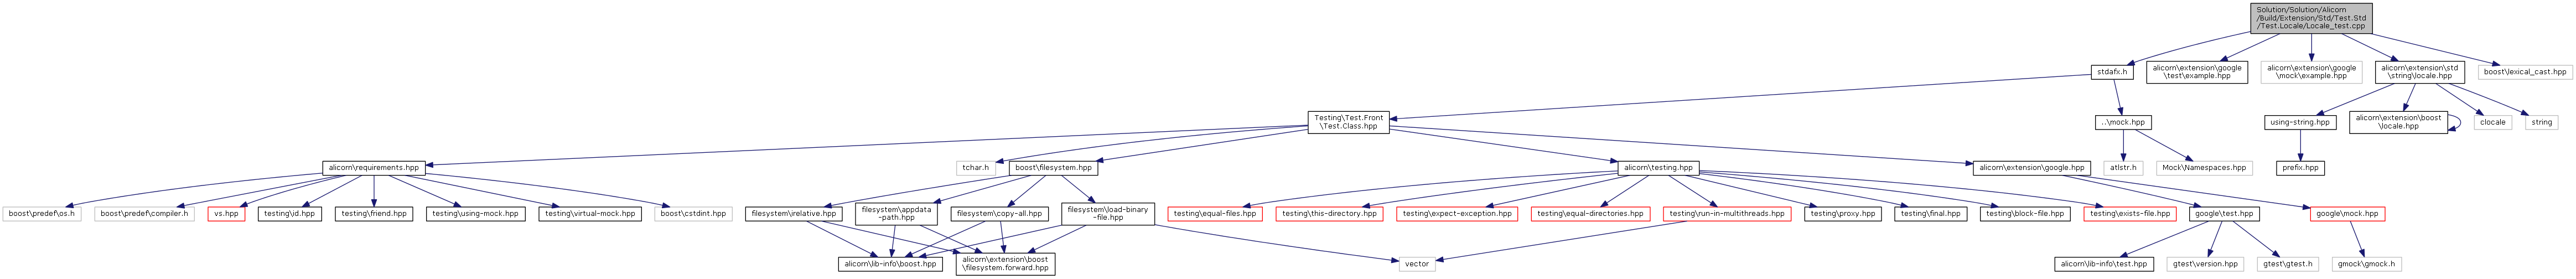 Solution/Solution/Alicorn
/Build/Extension/Std/Test.Std
/Test.Locale/Locale_test.cpp
stdafx.h
alicorn\extension\google
\test\example.hpp
alicorn\extension\google
\mock\example.hpp
alicorn\extension\std
\string\locale.hpp
boost\lexical_cast.hpp
Testing\Test.Front
\Test.Class.hpp
..\mock.hpp
using-string.hpp
alicorn\extension\boost
\locale.hpp
clocale
string
alicorn\requirements.hpp
tchar.h
boost\filesystem.hpp
alicorn\testing.hpp
alicorn\extension\google.hpp
atlstr.h
Mock\Namespaces.hpp
prefix.hpp
boost\predef\os.h
boost\predef\compiler.h
vs.hpp
testing\id.hpp
testing\friend.hpp
testing\using-mock.hpp
testing\virtual-mock.hpp
boost\cstdint.hpp
filesystem\relative.hpp
filesystem\appdata
-path.hpp
filesystem\copy-all.hpp
filesystem\load-binary
-file.hpp
testing\equal-files.hpp
testing\this-directory.hpp
testing\expect-exception.hpp
testing\equal-directories.hpp
testing\run-in-multithreads.hpp
testing\proxy.hpp
testing\final.hpp
testing\block-file.hpp
testing\exists-file.hpp
google\test.hpp
google\mock.hpp
alicorn\lib-info\boost.hpp
alicorn\extension\boost
\filesystem.forward.hpp
vector
alicorn\lib-info\test.hpp
gtest\version.hpp
gtest\gtest.h
gmock\gmock.h